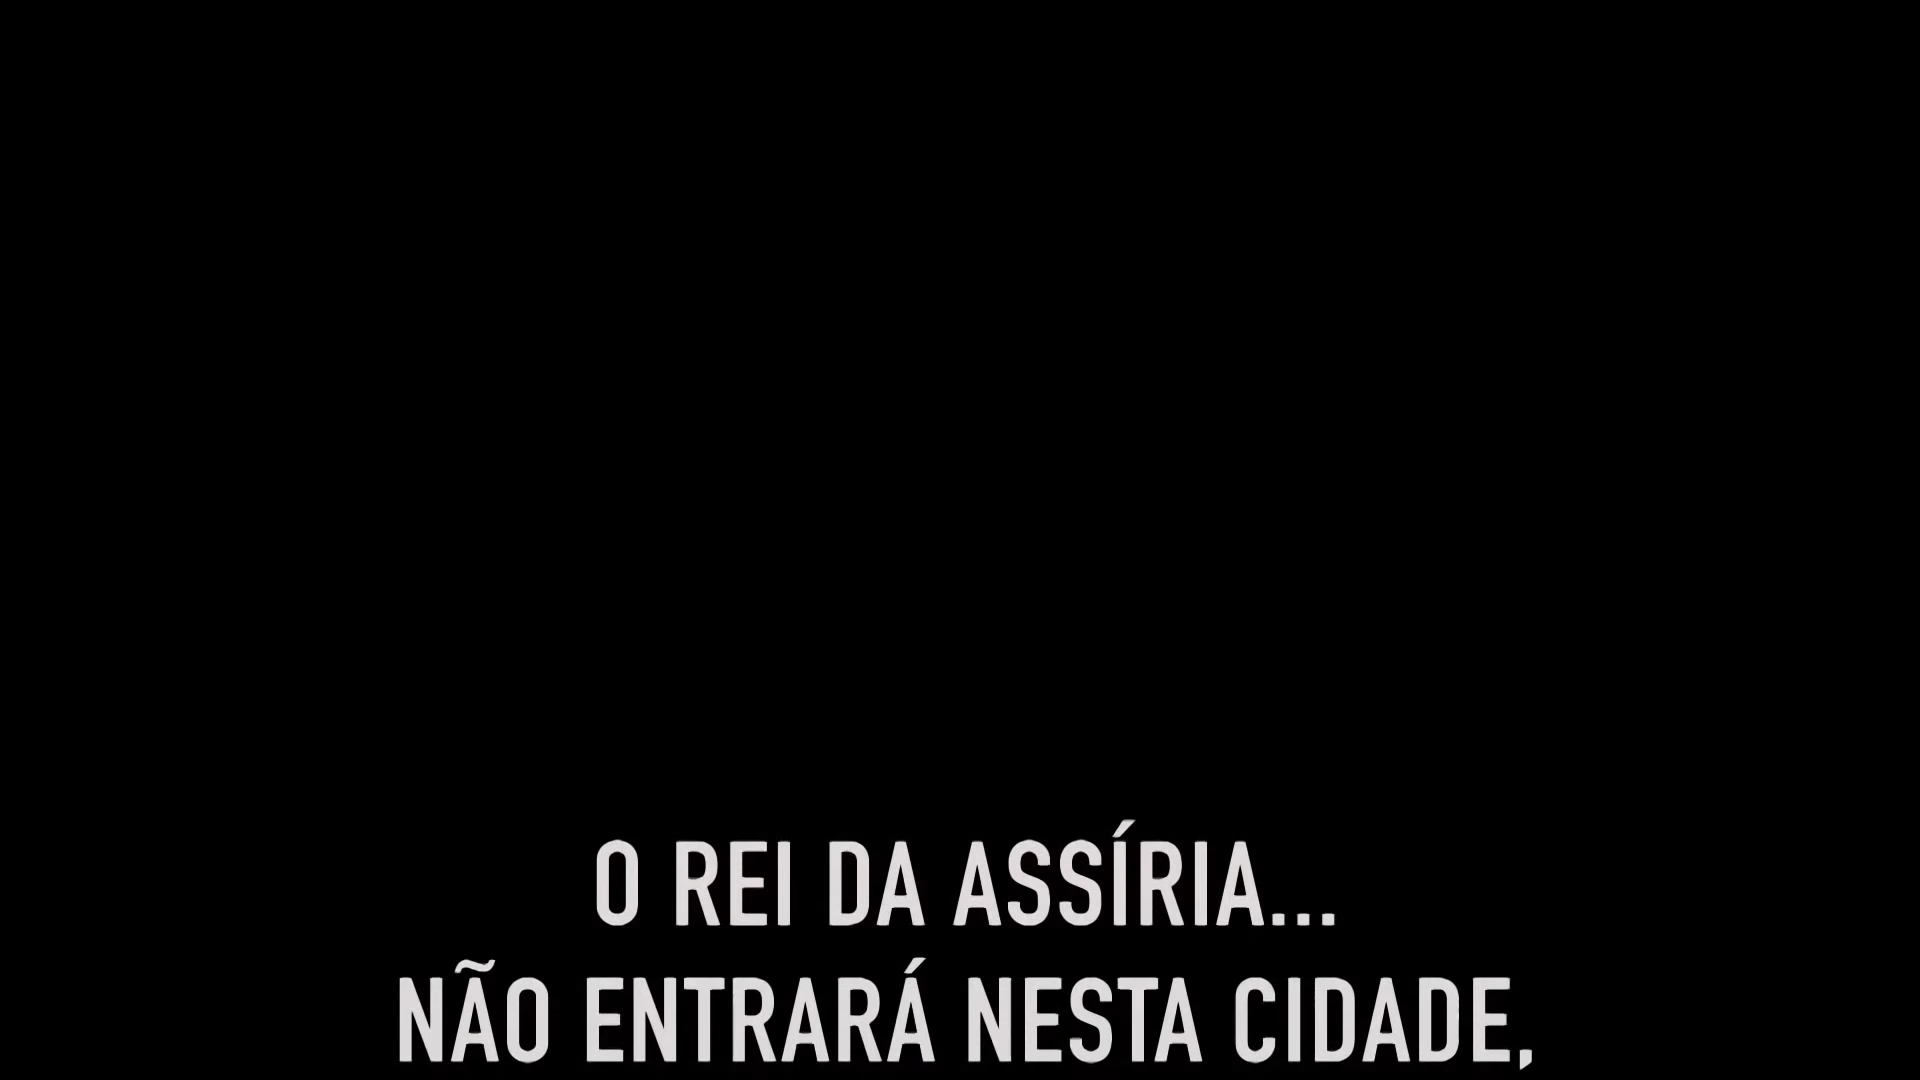 O REI DA ASSÍRIA...
NÃO ENTRARÁ NESTA CIDADE,